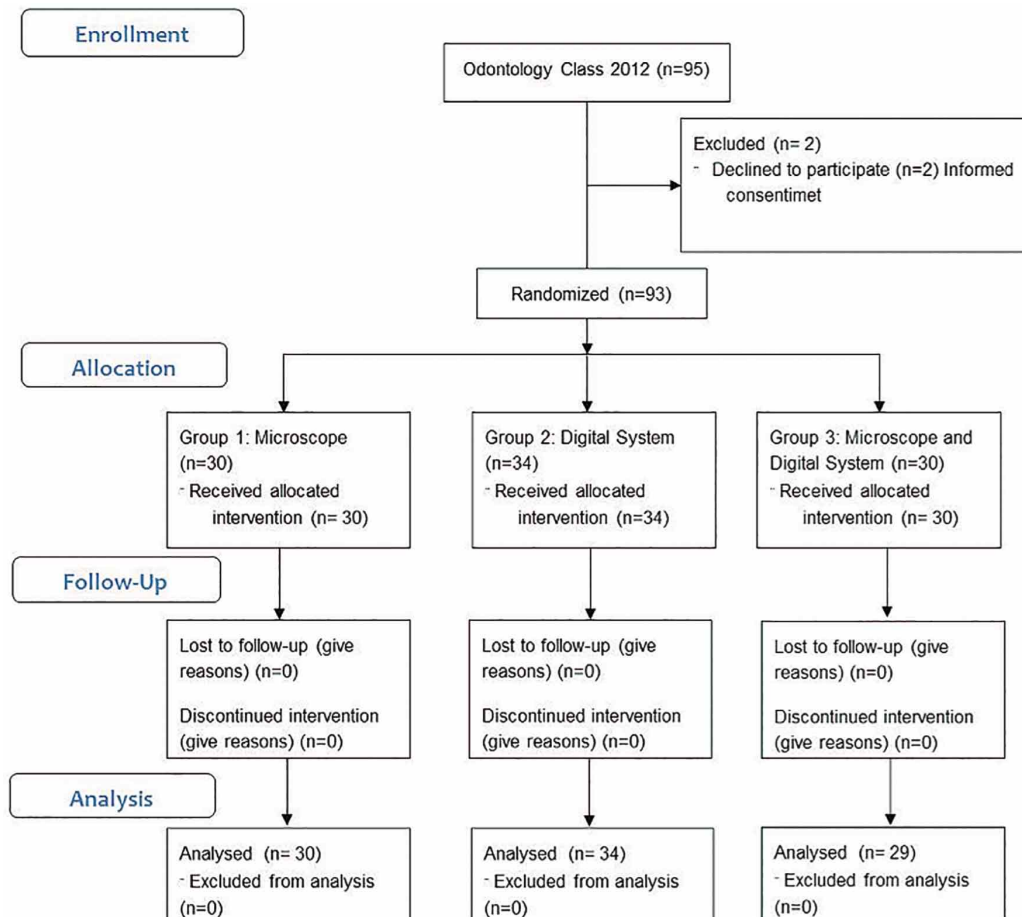 Enrollment
Odontology Class 2012 (n=95)
Excluded (n= 2)
- Declined to participate (n=2) Informed
consentimet
Randomized (n=93)
Allocation
Group 1: Microscope
(n=30)
- Received allocated
intervention (n= 30)
Group 2: Digital System
(n=34)
- Received allocated
intervention (n=34)
Group 3: Microscope and
Digital System (n=30)
- Received allocated
intervention (n= 30)
Follow-Up
Lost to follow-up (give
reasons) (n=0)
Discontinued intervention
(give reasons) (n=0)
Lost to follow-up (give
reasons) (n=0)
Discontinued intervention
(give reasons) (n=0)
Lost to follow-up (give
reasons) (n=0)
Discontinued intervention
(give reasons) (n=0)
Analysis
Analysed (n= 30)
- Excluded from analysis
(n=0)
Analysed (n= 34)
- Excluded from analysis
(n=0)
Analysed (n= 29)
- Excluded from analysis
(n=0)